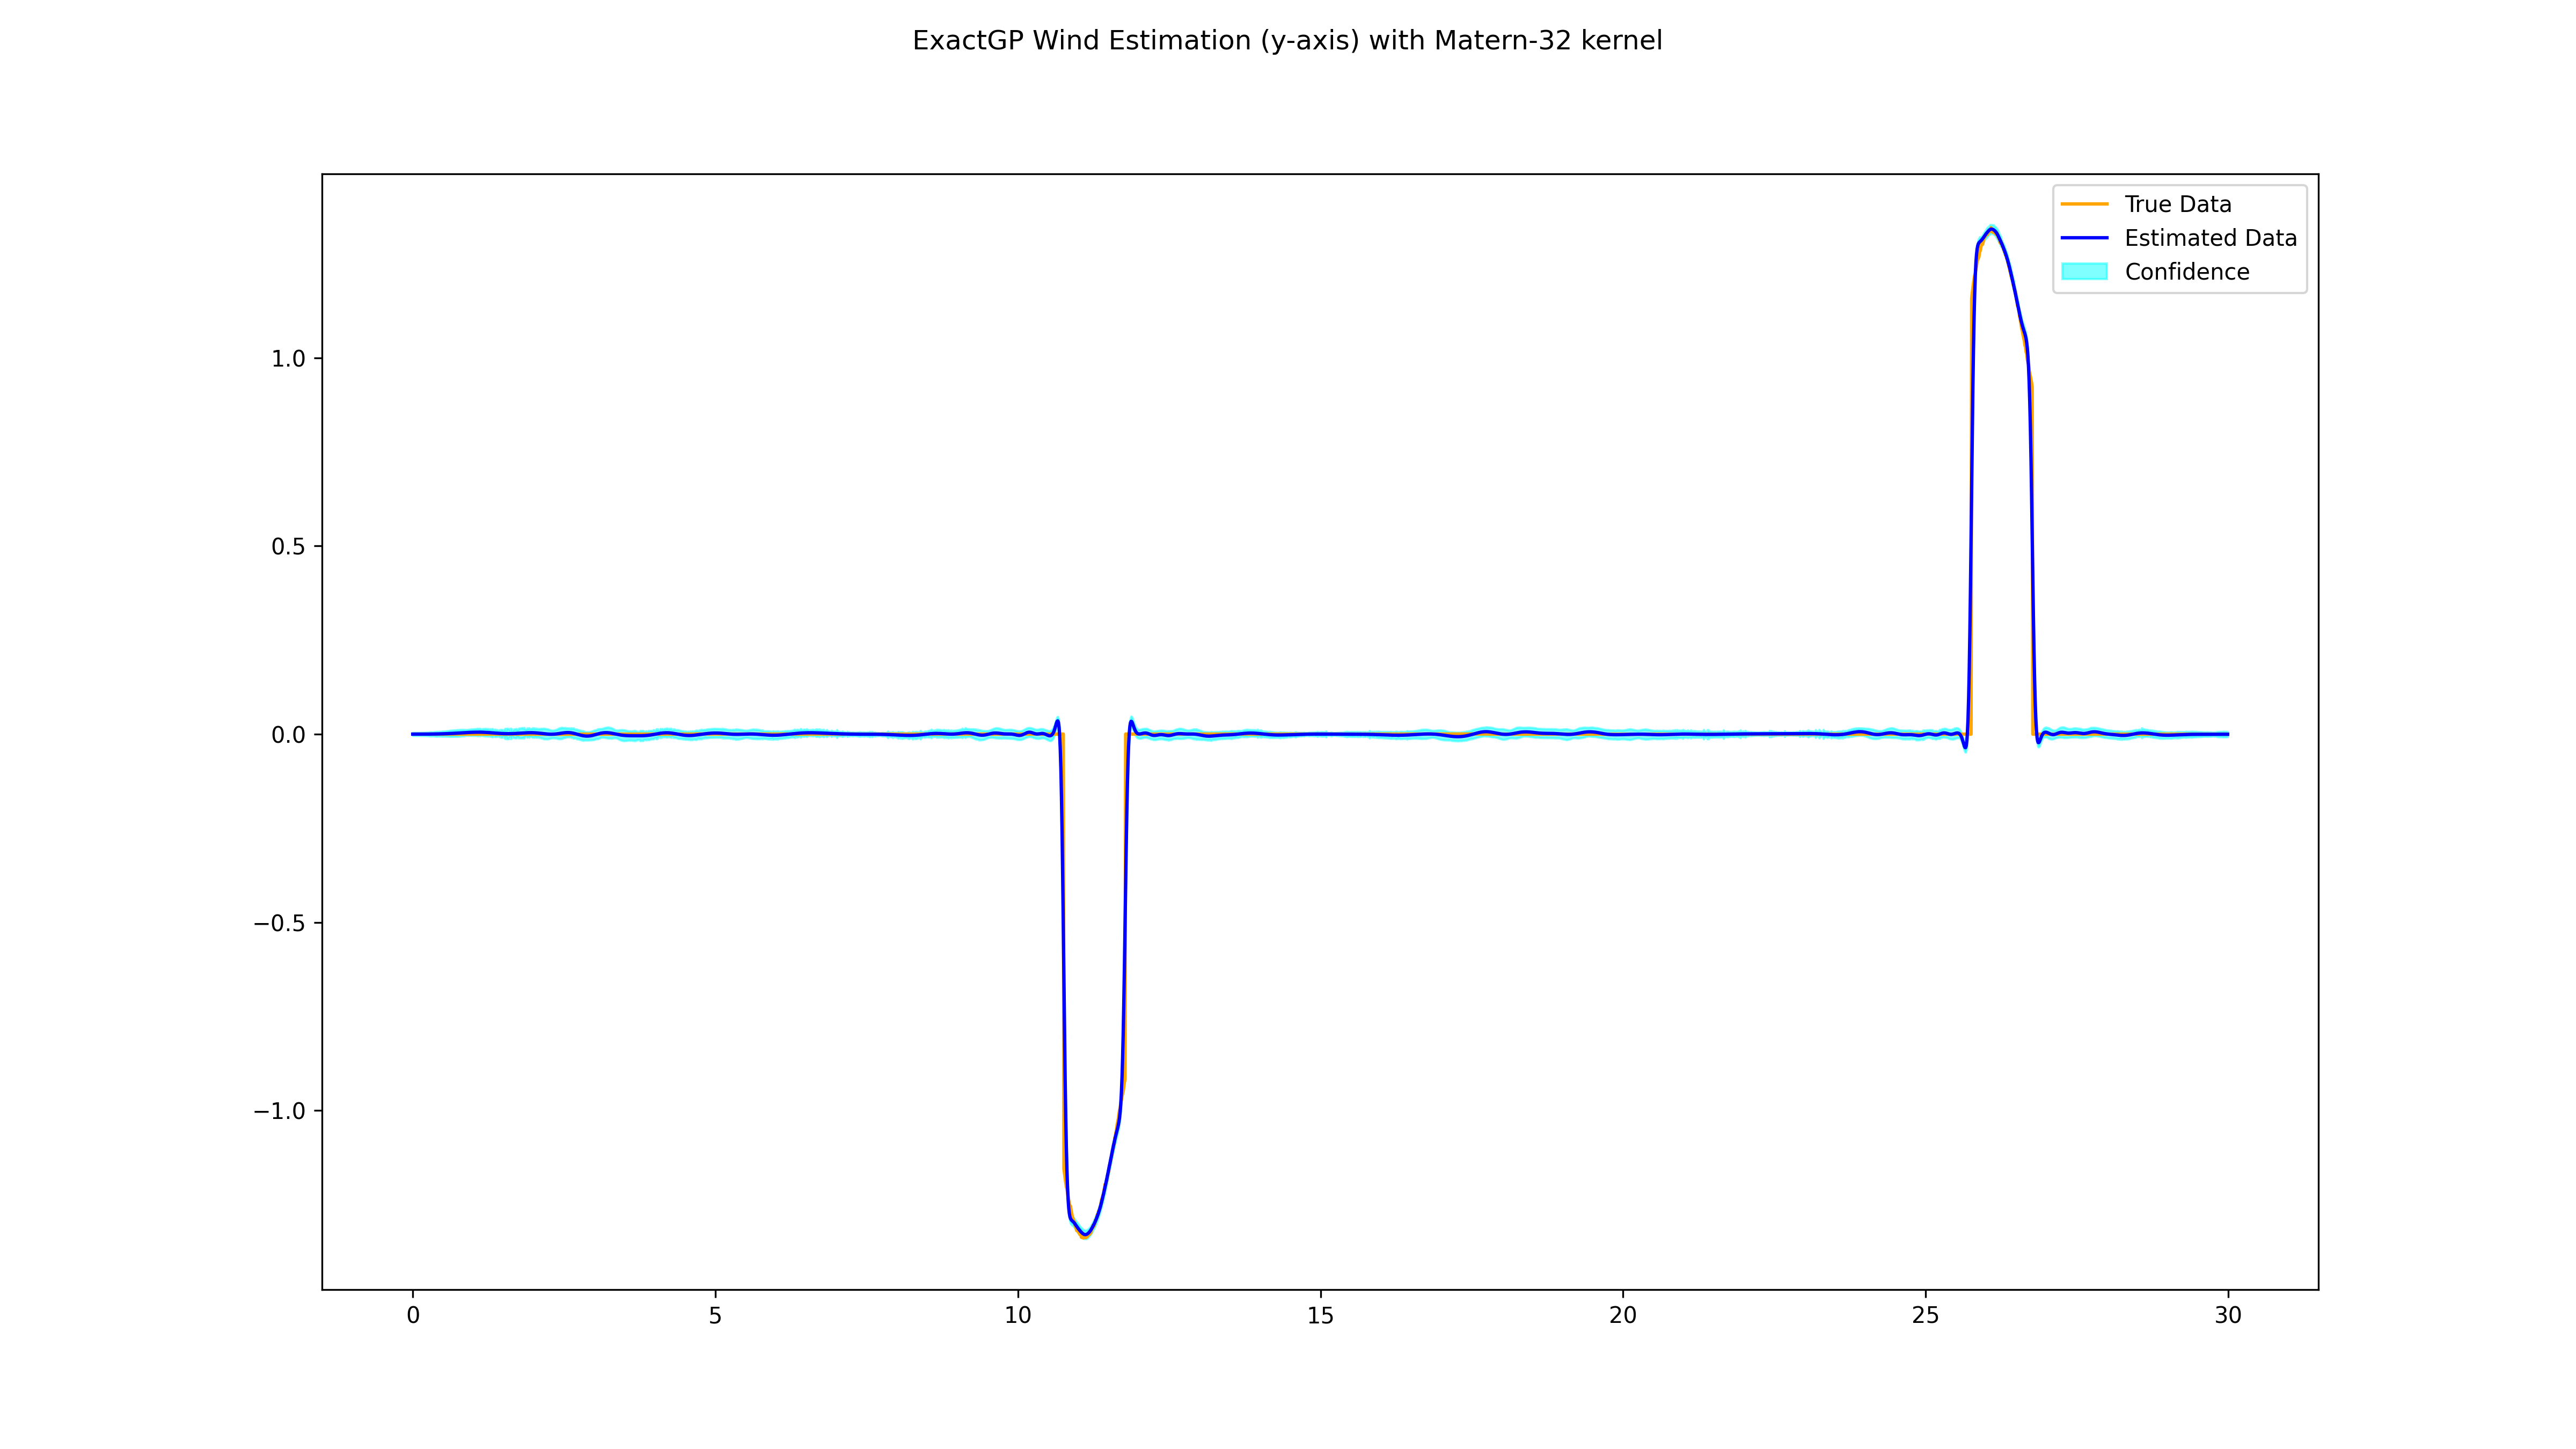 ExactGP Wind Estimation (y-axis) with Matern-32 kernel
True Data
Estimated Data
Confidence
1.0
0.5
0.0
−0.5
−1.0
0 5 10 15 20 25 30